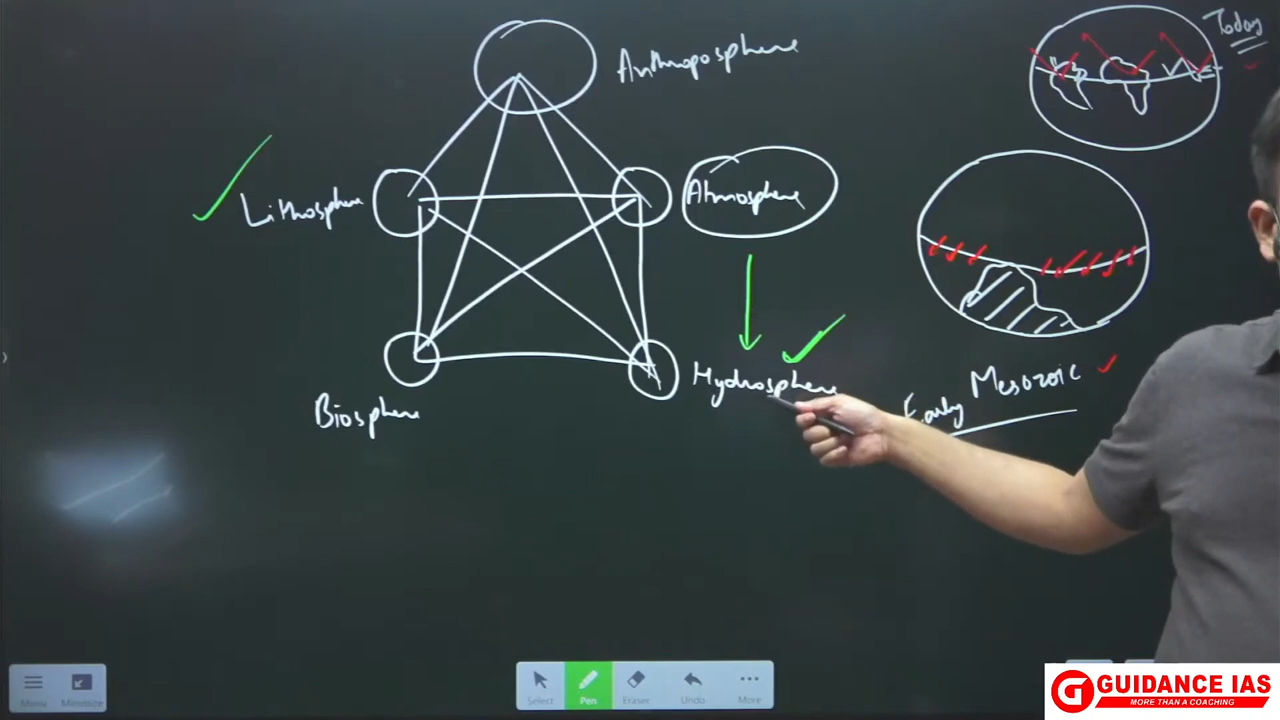 Anthroposphere
Today
Lithosphere
Atmosphere
Biosphere
Hydrosphere
Early Mesozoic
Menu
Minimize
Select
Pen
Eraser
Undo
More
G GUIDANCE IAS
MORE THAN A COACHING